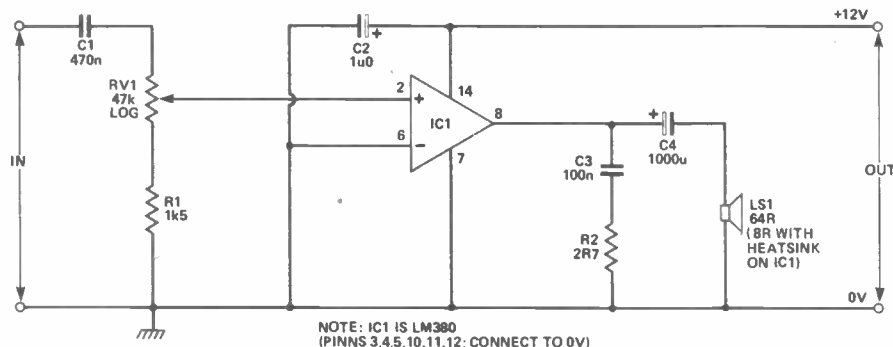 +12V
C1
470n
C2
1u0
+
RV1
47k
LOG
2
14
+
IC1
8
+
6
−
7
C4
1000u
IN
C3
100n
OUT
R1
1k5
LS1
64R
(8R WITH
HEATSINK
ON IC1)
R2
2R7
0V
NOTE: IC1 IS LM380
(PINNS 3,4,5,10,11,12: CONNECT TO 0V)